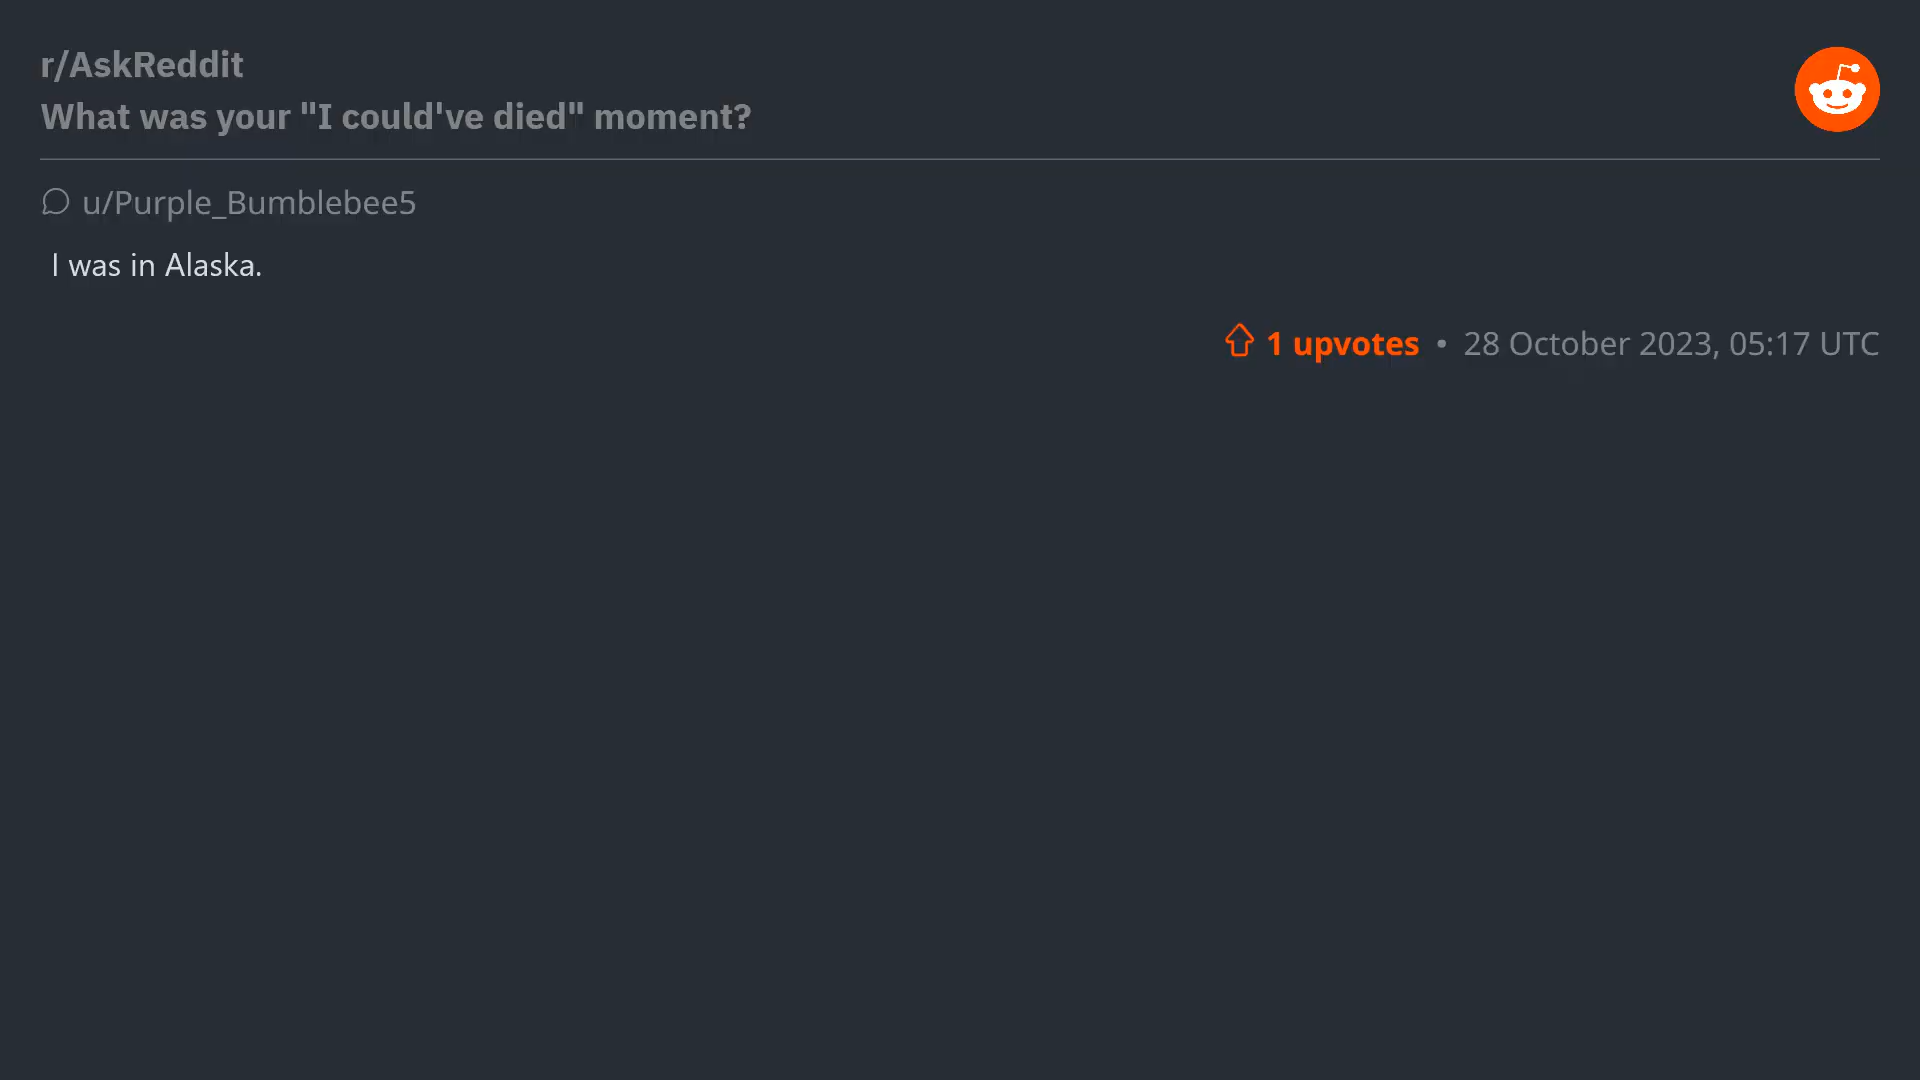 r/AskReddit
What was your "I could've died" moment?
u/Purple_Bumblebee5
I was in Alaska.
1 upvotes • 28 October 2023, 05:17 UTC